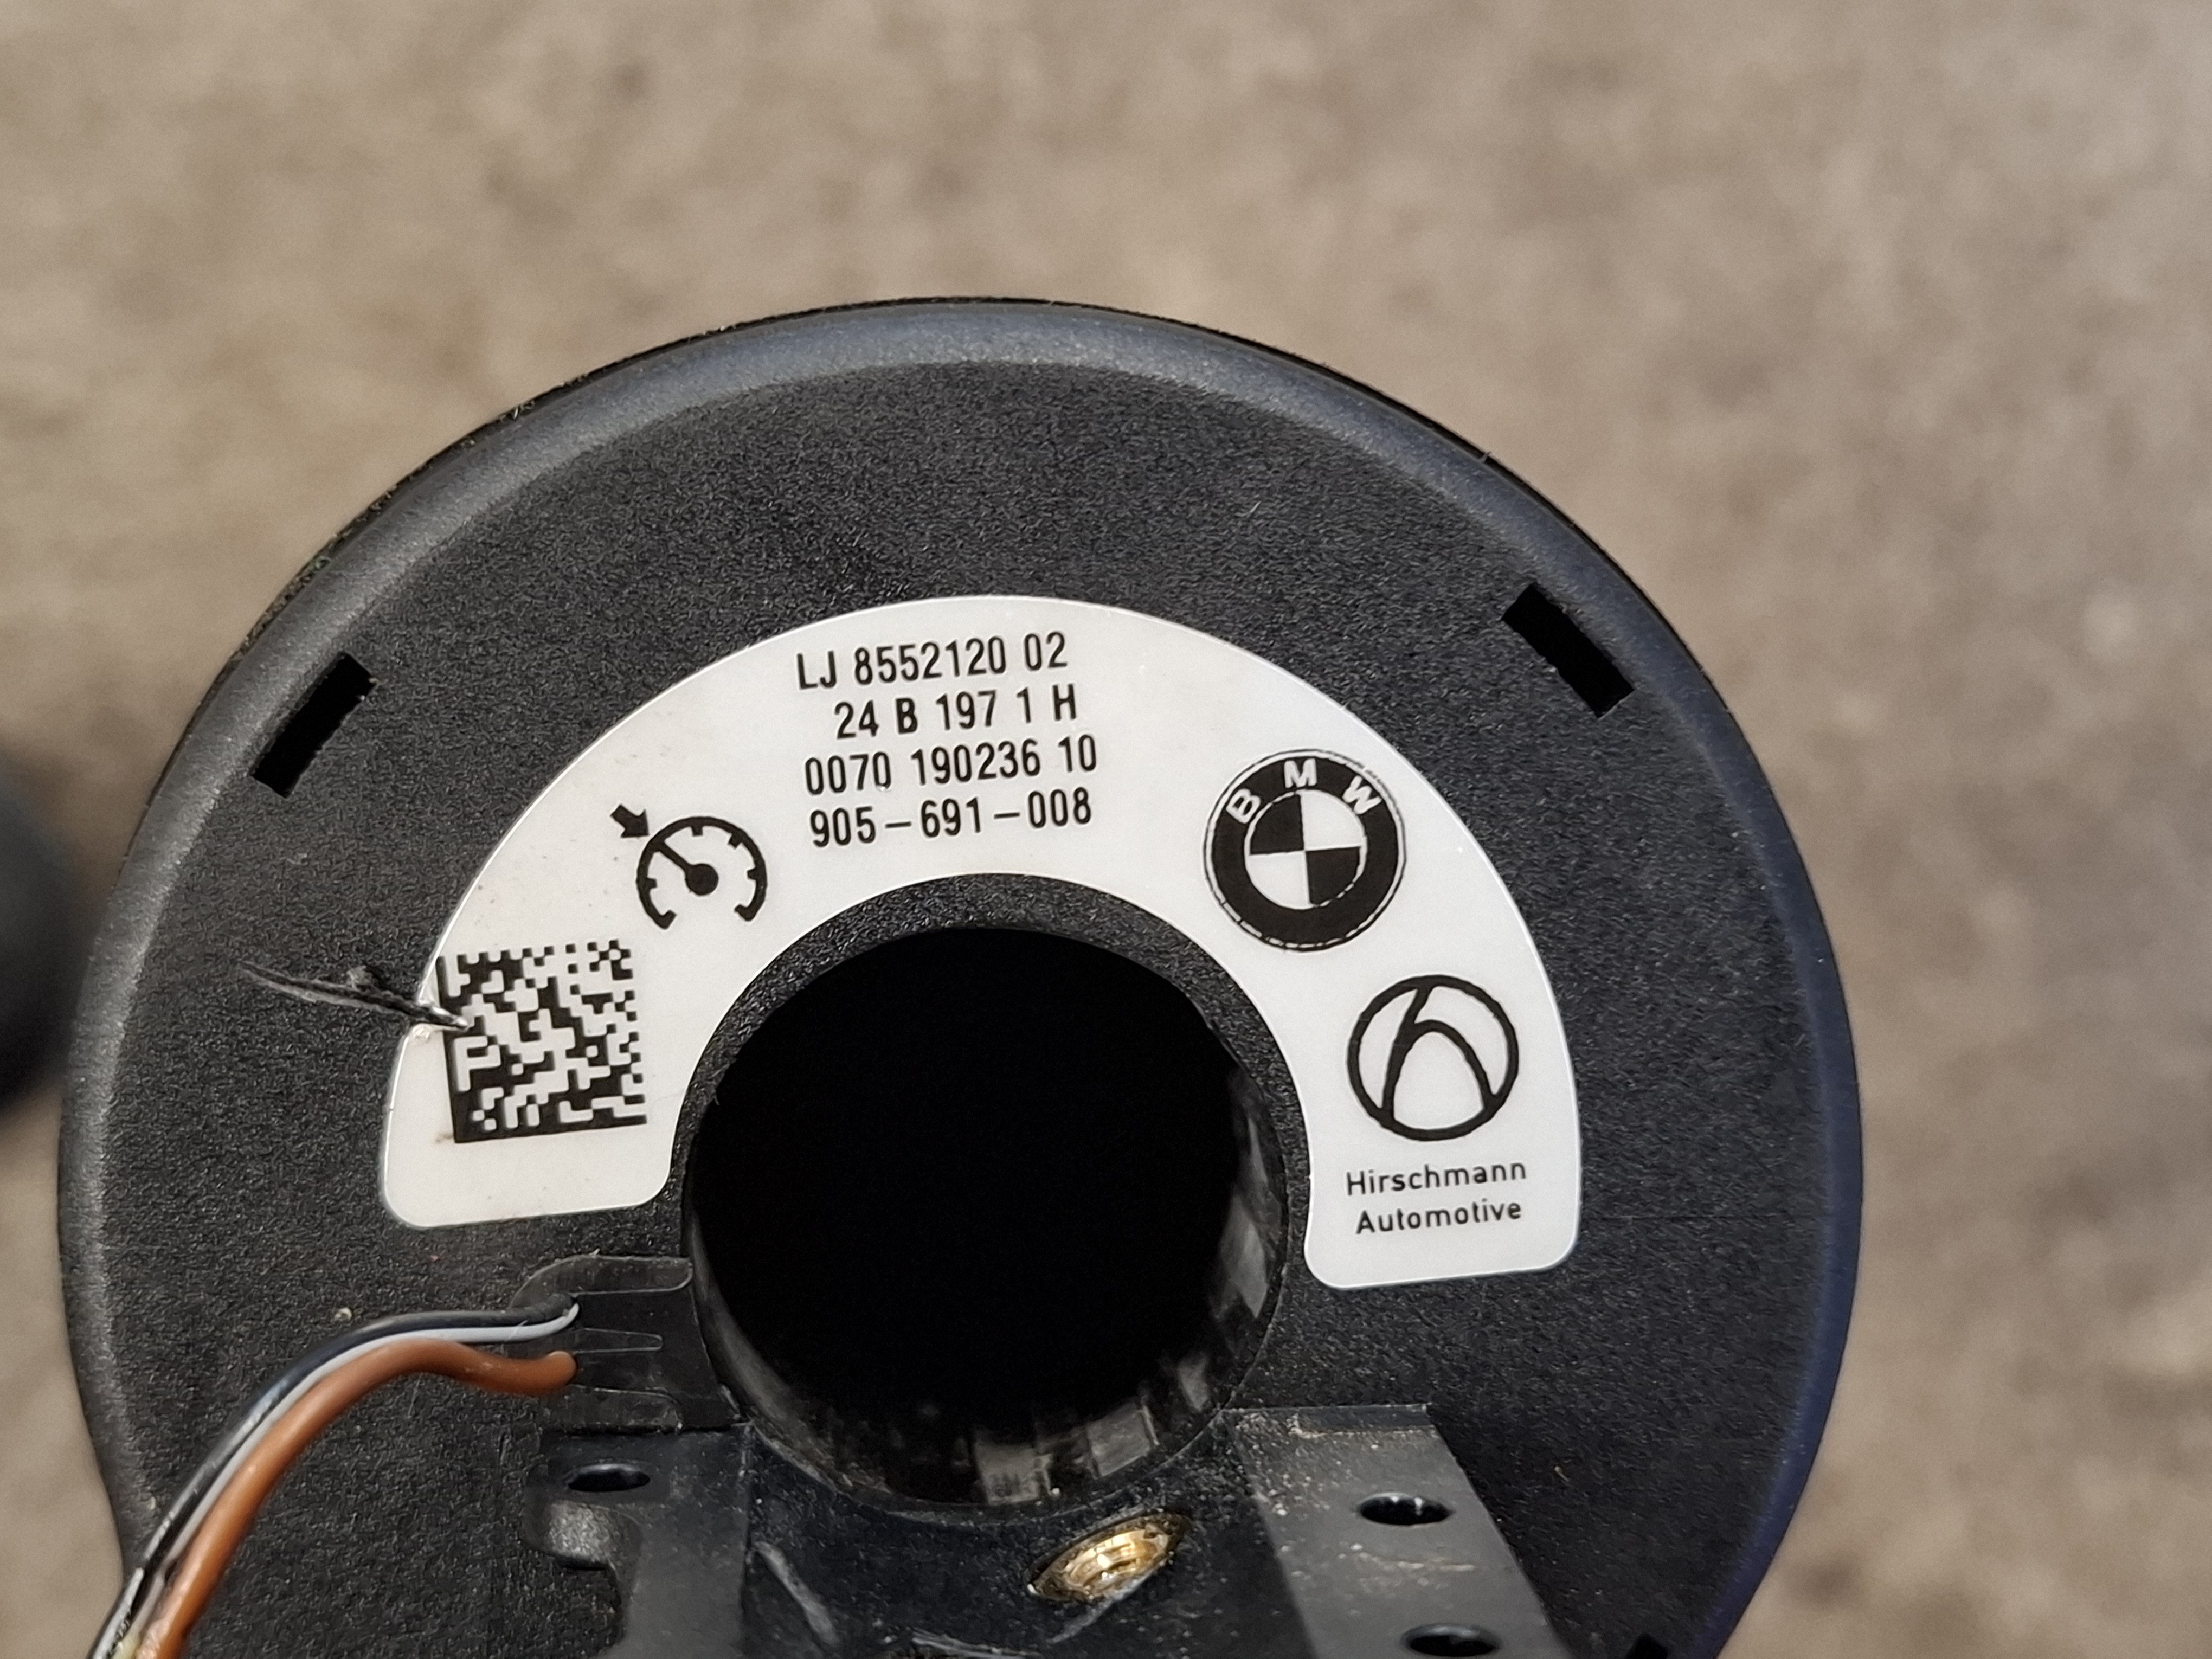 LJ 8552120 02
24 B 197 1 H
0070 190236 10
905-691-008
BMW
Hirschmann
Automotive